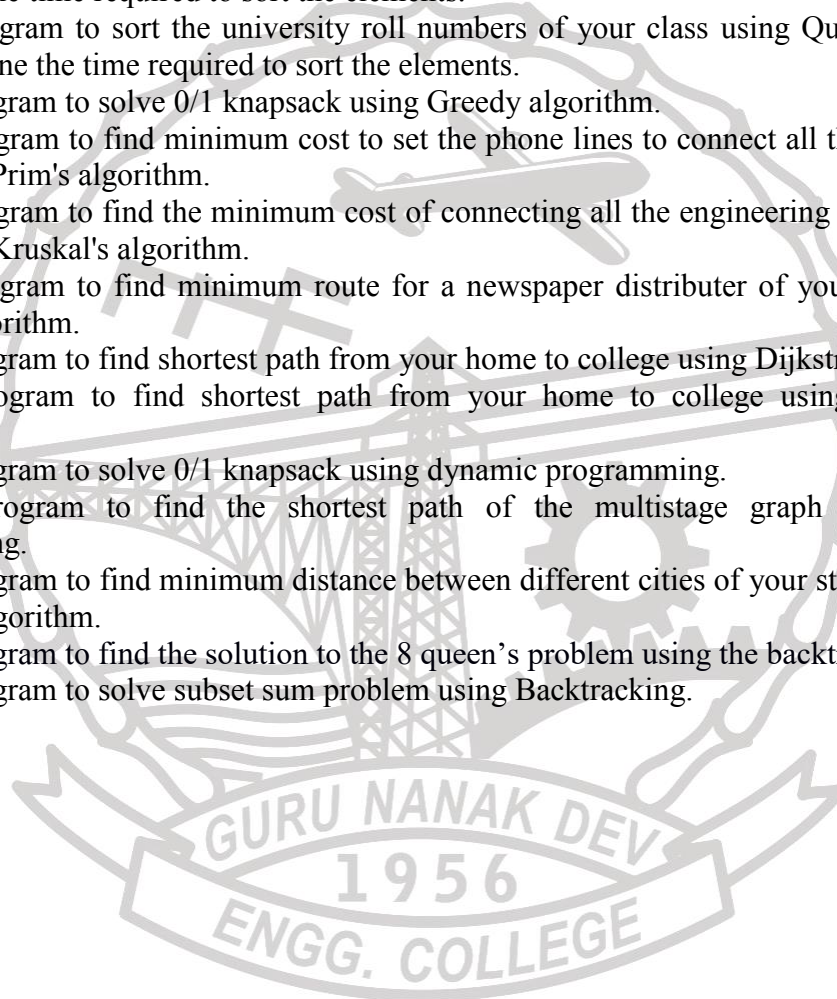 time required to sort the elements.
gram to sort the university roll numbers of your class using Qu
ne the time required to sort the elements.
gram to solve 0/1 knapsack using Greedy algorithm.
gram to find minimum cost to set the phone lines to connect all t
Prim's algorithm.
gram to find the minimum cost of connecting all the engineering
Kruskal's algorithm.
gram to find minimum route for a newspaper distributer of you
rithm.
gram to find shortest path from your home to college using Dijkstr
ogram to find shortest path from your home to college using
gram to solve 0/1 knapsack using dynamic programming.
rogram to find the shortest path of the multistage graph
ng.
gram to find minimum distance between different cities of your st
gorithm.
gram to find the solution to the 8 queen’s problem using the backt
gram to solve subset sum problem using Backtracking.
GURU NANAK DEV
1956
ENGG. COLLEGE